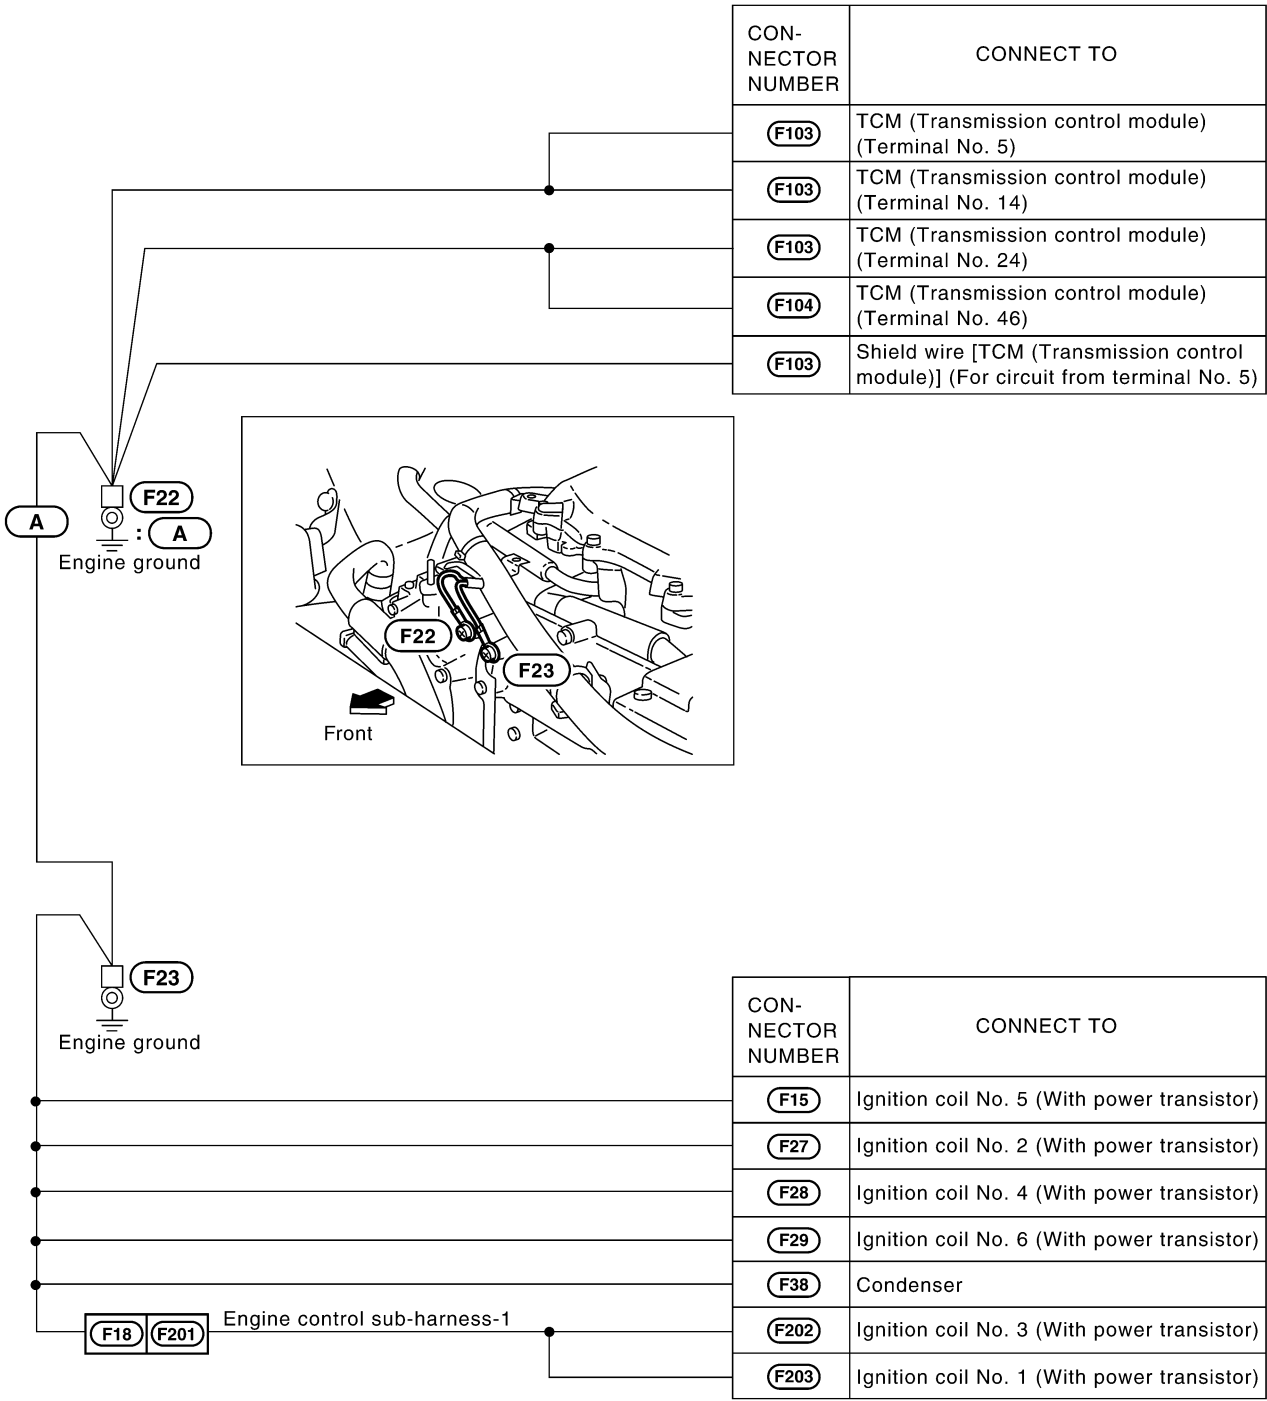 CON-
NECTOR
NUMBER
CONNECT TO
F103
TCM (Transmission control module)
(Terminal No. 5)
F103
TCM (Transmission control module)
(Terminal No. 14)
F103
TCM (Transmission control module)
(Terminal No. 24)
F104
TCM (Transmission control module)
(Terminal No. 46)
F103
Shield wire [TCM (Transmission control
module)] (For circuit from terminal No. 5)
A
F22
: A
Engine ground
F22
F23
Front
F23
Engine ground
CON-
NECTOR
NUMBER
CONNECT TO
F15
Ignition coil No. 5 (With power transistor)
F27
Ignition coil No. 2 (With power transistor)
F28
Ignition coil No. 4 (With power transistor)
F29
Ignition coil No. 6 (With power transistor)
F38
Condenser
F18 F201
Engine control sub-harness-1
F202
Ignition coil No. 3 (With power transistor)
F203
Ignition coil No. 1 (With power transistor)